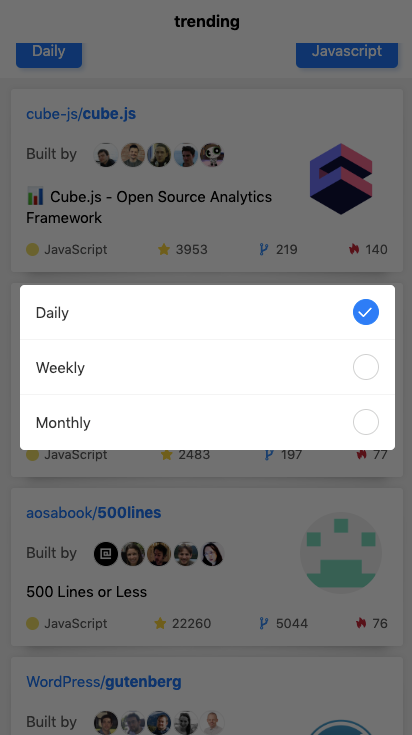 trending
Daily
Javascript
cube-js/cube.js
Built by
📊 Cube.js - Open Source Analytics
Framework
JavaScript 3953 219 140
Daily
Weekly
Monthly
JavaScript 2483 197 77
aosabook/500lines
Built by
500 Lines or Less
JavaScript 22260 5044 76
WordPress/gutenberg
Built by